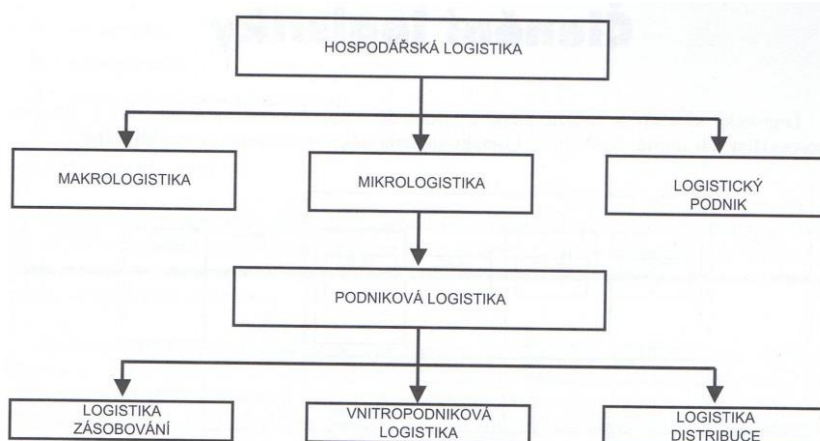 HOSPODÁŘSKÁ LOGISTIKA
MAKROLOGISTIKA
MIKROLOGISTIKA
LOGISTICKÝ
PODNIK
PODNIKOVÁ LOGISTIKA
LOGISTIKA
ZÁSOBOVÁNÍ
VNITROPODNIKOVÁ
LOGISTIKA
LOGISTIKA
DISTRIBUCE